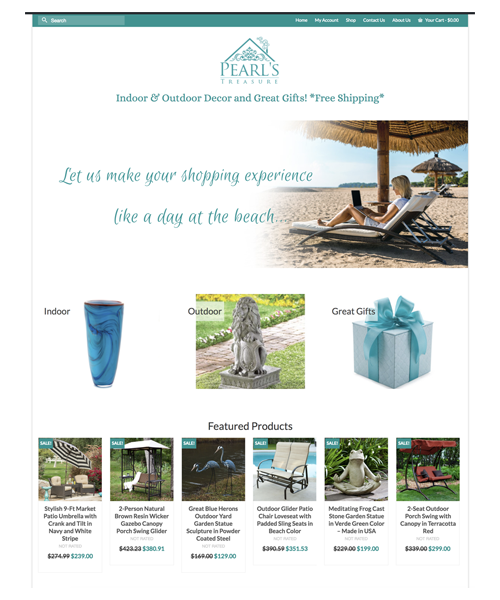 Search
Home My Account Shop Contact Us About Us Your Cart - $0.00
PEARL'S
TREASURE
Indoor & Outdoor Decor and Great Gifts! *Free Shipping*
Let us make your shopping experience
like a day at the beach...
Indoor
Outdoor
Great Gifts
Featured Products
SALE!
SALE!
SALE!
SALE!
SALE!
SALE!
Stylish 9-Ft Market
Patio Umbrella with
Crank and Tilt in
Navy and White
Stripe
NOT RATED
$274.99 $239.00
2-Person Natural
Brown Resin Wicker
Gazebo Canopy
Porch Swing Glider
NOT RATED
$423.23 $380.91
Great Blue Herons
Outdoor Yard
Garden Statue
Sculpture in Powder
Coated Steel
NOT RATED
$169.00 $129.00
Outdoor Glider Patio
Chair Loveseat with
Padded Sling Seats in
Beach Color
NOT RATED
$390.59 $351.53
Meditating Frog Cast
Stone Garden Statue
in Verde Green Color
– Made in USA
NOT RATED
$229.00 $199.00
2-Seat Outdoor
Porch Swing with
Canopy in Terracotta
Red
NOT RATED
$339.00 $299.00